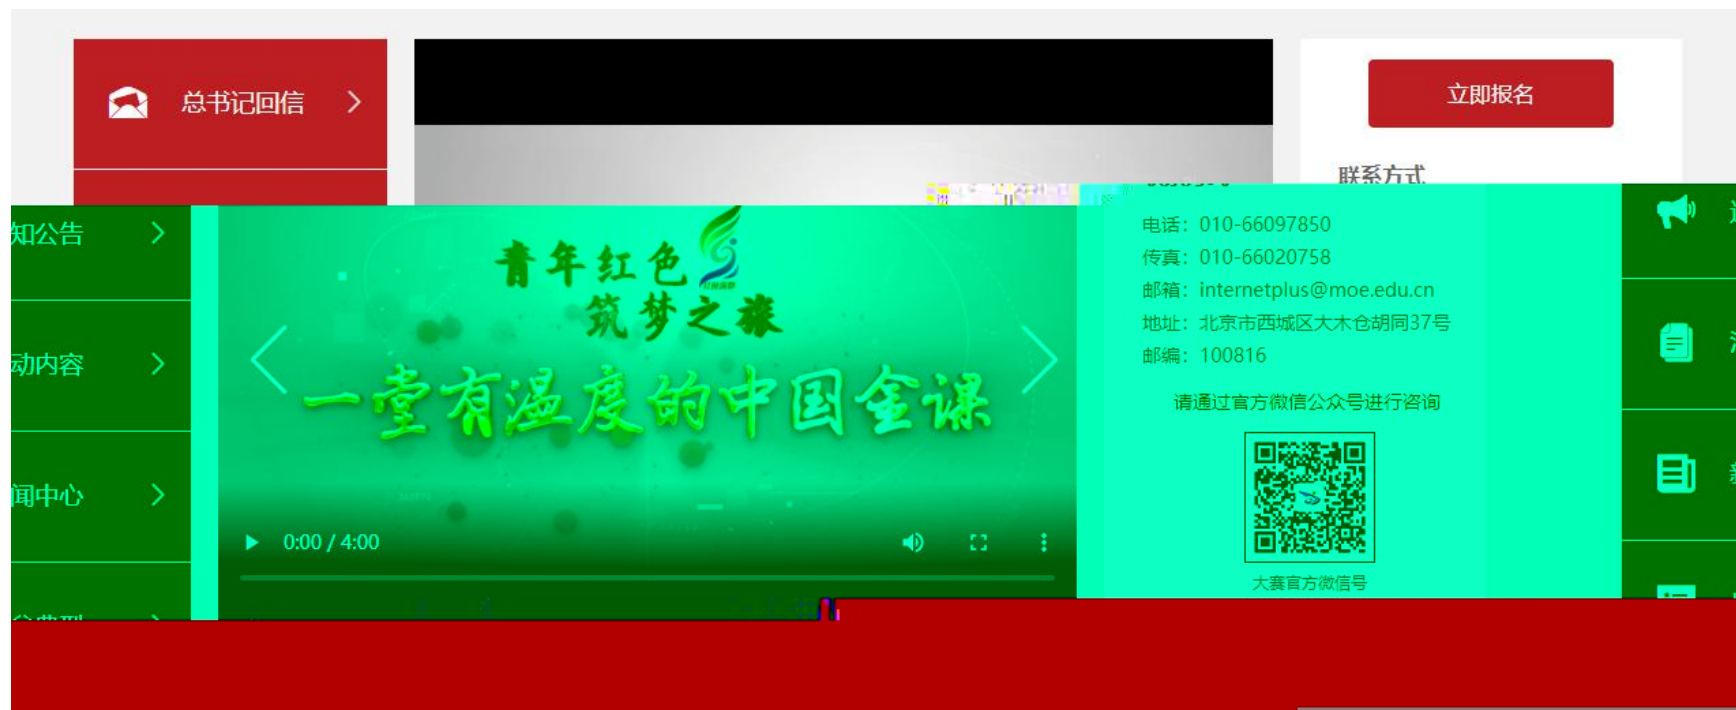 总书记回信
立即报名
联系方式
知公告
动内容
闻中心
青年红色
筑梦之旅
一堂有温度的中国金课
0:00 / 4:00
电话：010-66097850
传真：010-66020758
邮箱：internetplus@moe.edu.cn
地址：北京市西城区大木仓胡同37号
邮编：100816
请通过官方微信公众号进行咨询
大赛官方微信号